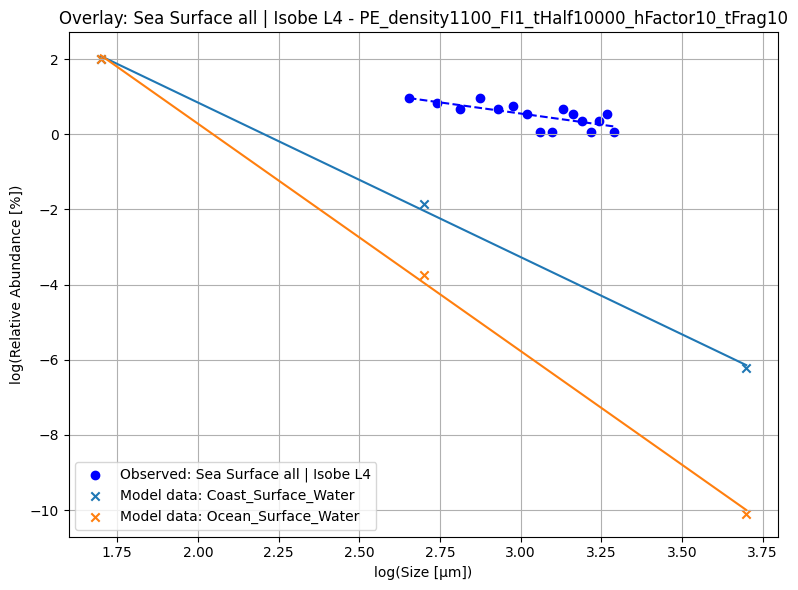 Overlay: Sea Surface all | Isobe L4 - PE_density1100_FI1_tHalf10000_hFactor10_tFrag10
log(Relative Abundance [%])
2
0
−2
−4
−6
−8
−10
Observed: Sea Surface all | Isobe L4
Model data: Coast_Surface_Water
Model data: Ocean_Surface_Water
1.75 2.00 2.25 2.50 2.75 3.00 3.25 3.50 3.75
log(Size [µm])